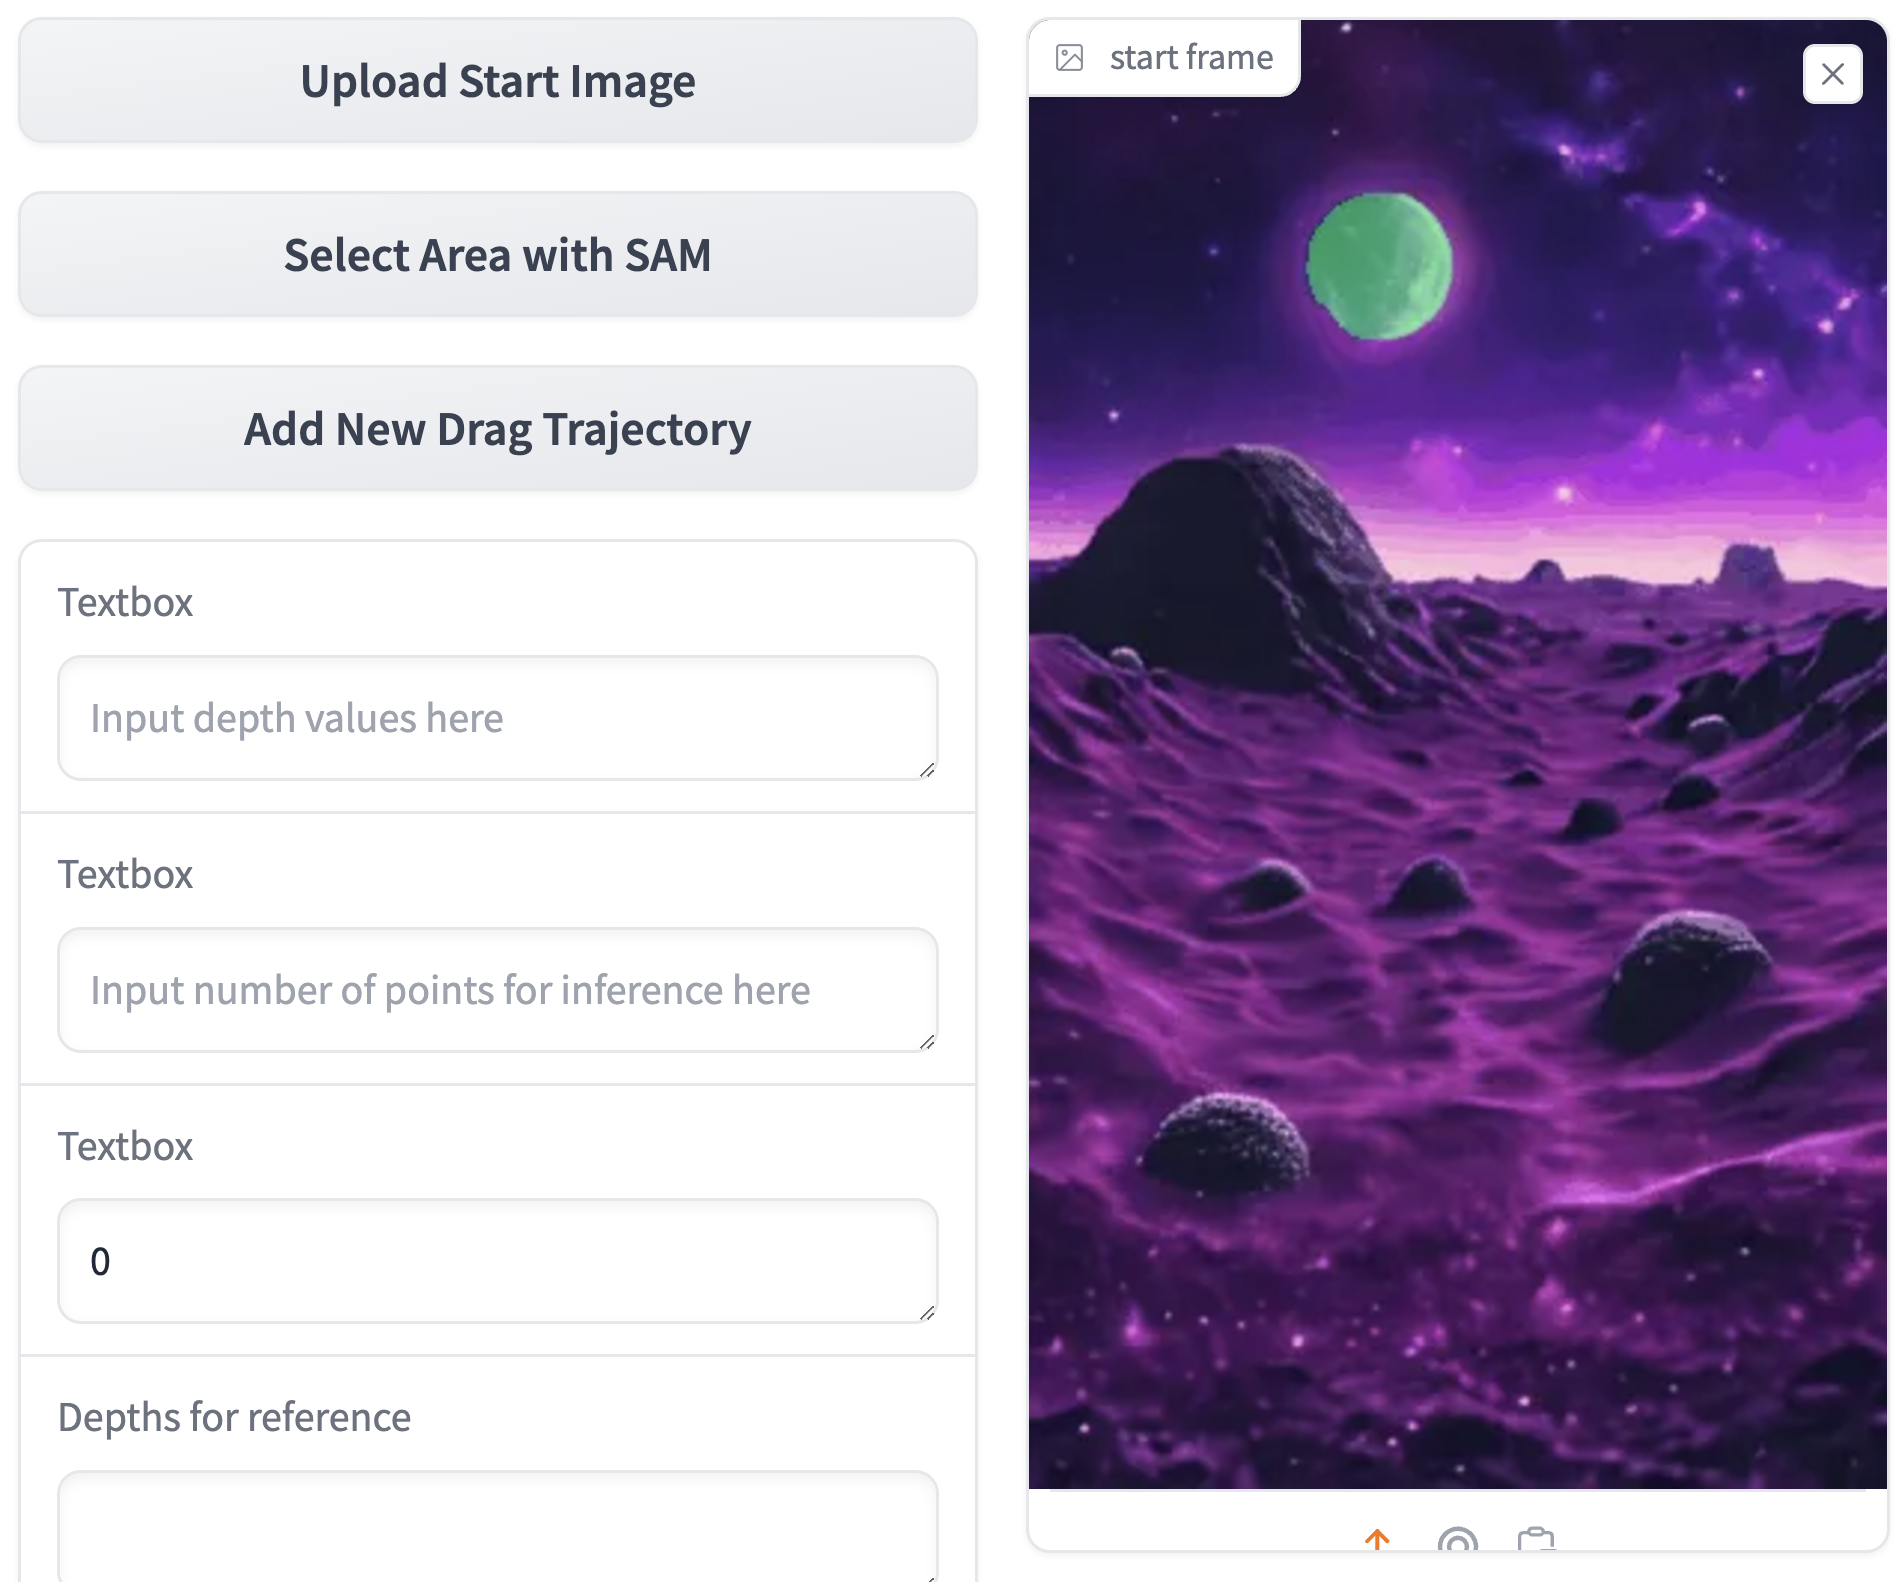 Upload Start Image
Select Area with SAM
Add New Drag Trajectory
Textbox
Input depth values here
Textbox
Input number of points for inference here
Textbox
0
Depths for reference
start frame